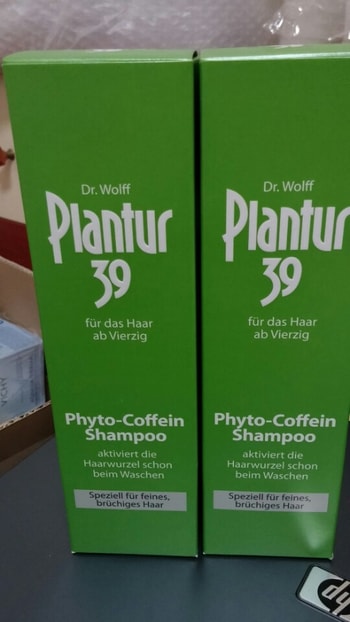 Dr. Wolff
Plantur
39
für das Haar
ab Vierzig
Phyto-Coffein
Shampoo
aktiviert die
Haarwurzel schon
beim Waschen
Speziell für feines,
brüchiges Haar
Dr. Wolff
Plantur
39
für das Haar
ab Vierzig
Phyto-Coffein
Shampoo
aktiviert die
Haarwurzel schon
beim Waschen
Speziell für feines,
brüchiges Haar
hp